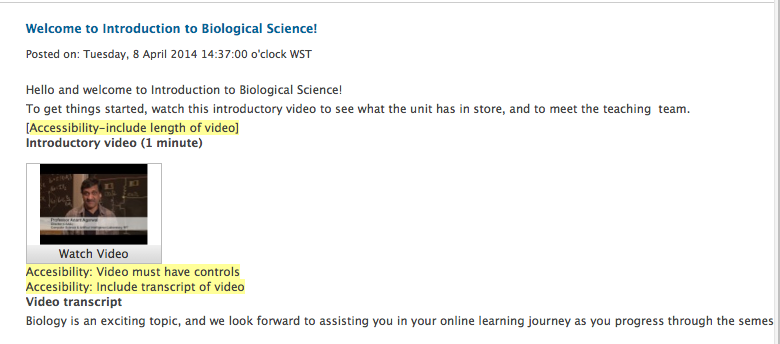 Welcome to Introduction to Biological Science!
Posted on: Tuesday, 8 April 2014 14:37:00 o'clock WST
Hello and welcome to Introduction to Biological Science!
To get things started, watch this introductory video to see what the unit has in store, and to meet the teaching team.
[Accessibility-include length of video]
Introductory video (1 minute)
Professor Anant Agarwal
Watch Video
Accesibility: Video must have controls
Accesibility: Include transcript of video
Video transcript
Biology is an exciting topic, and we look forward to assisting you in your online learning journey as you progress through the semes